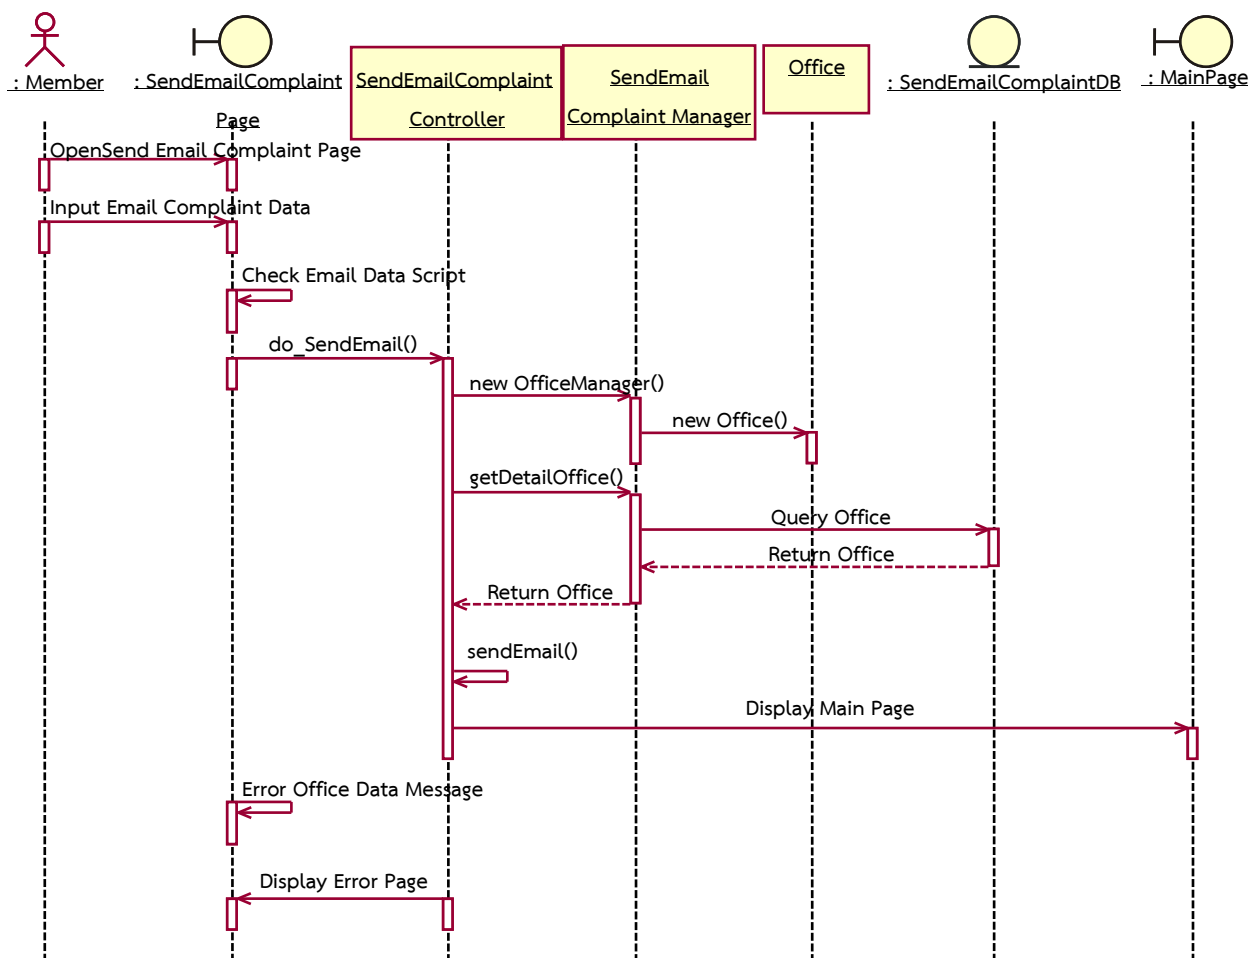 : Member
: SendEmailComplaint
Page
SendEmailComplaint
Controller
SendEmail
Complaint Manager
Office
: SendEmailComplaintDB
: MainPage
OpenSend Email Complaint Page
Input Email Complaint Data
Check Email Data Script
do_SendEmail()
new OfficeManager()
new Office()
getDetailOffice()
Query Office
Return Office
Return Office
sendEmail()
Display Main Page
Error Office Data Message
Display Error Page